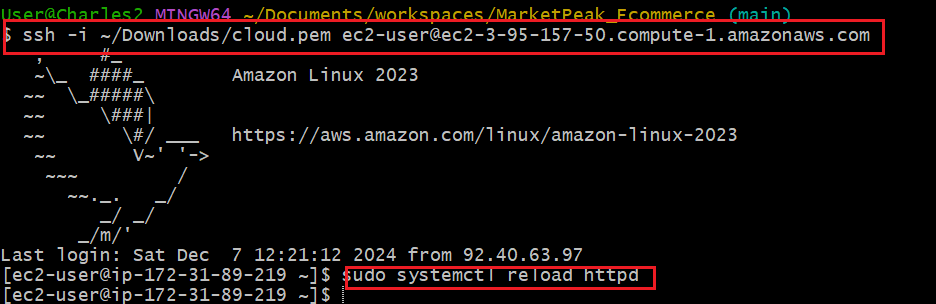 User@Charles2 MINGW64 ~/Documents/workspaces/MarketPeak_Ecommerce (main)
$ ssh -i ~/Downloads/cloud.pem ec2-user@ec2-3-95-157-50.compute-1.amazonaws.com
   ,     #_
   ~\_  ####_        Amazon Linux 2023
  ~~  \_#####\
  ~~     \###|
  ~~       \#/ ___   https://aws.amazon.com/linux/amazon-linux-2023
   ~~       V~' '->
    ~~~         /
      ~~._.   _/
         _/ _/
       _/m/'
Last login: Sat Dec  7 12:21:12 2024 from 92.40.63.97
[ec2-user@ip-172-31-89-219 ~]$ sudo systemctl reload httpd
[ec2-user@ip-172-31-89-219 ~]$